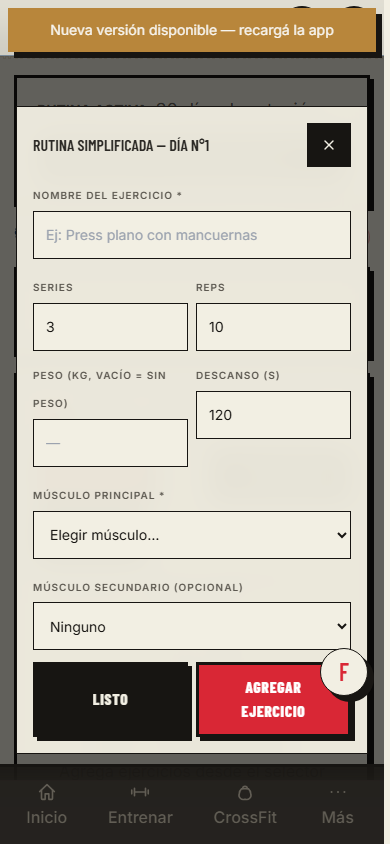 Nueva versión disponible — recargá la app
RUTINA SIMPLIFICADA — DÍA N°1
×
NOMBRE DEL EJERCICIO *
Ej: Press plano con mancuernas
SERIES
REPS
3
10
PESO (KG, VACÍO = SIN PESO)
DESCANSO (S)
—
120
MÚSCULO PRINCIPAL *
Elegir músculo...
MÚSCULO SECUNDARIO (OPCIONAL)
Ninguno
LISTO
AGREGAR
EJERCICIO
F
Inicio
Entrenar
CrossFit
Más